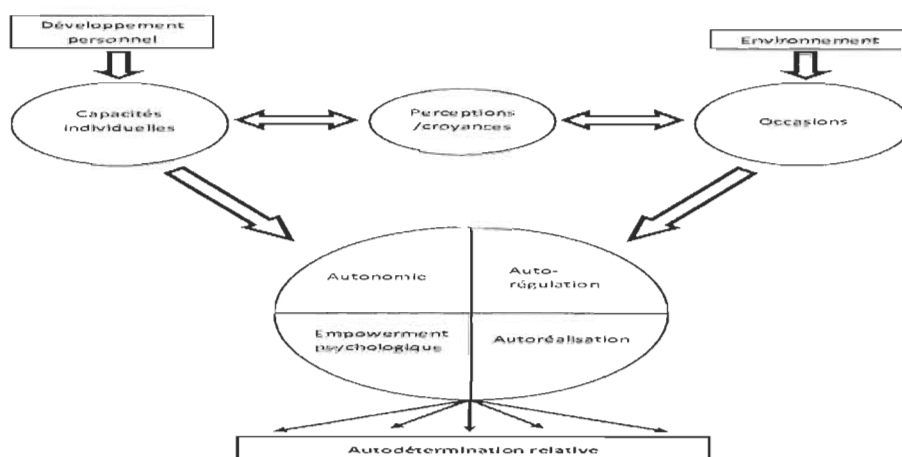 Développement
personnel
Environnement
Capacités
individuelles
Perceptions
/croyances
Occasions
Autonomie
Auto-
régulation
Empowerment
psychologique
Autoréalisation
Autodétermination relative